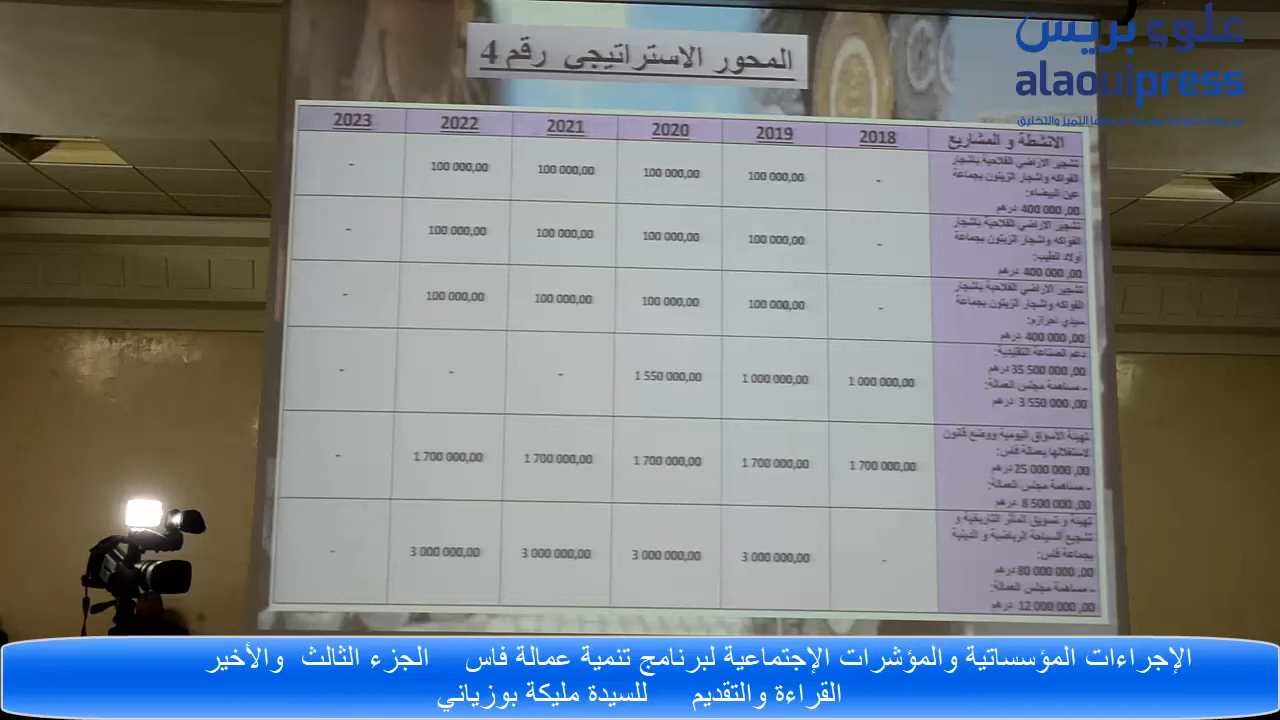 علوي بريس
alaouipress
المحور الاستراتيجي رقم 4
الانشطة و المشاريع 2018 2019 2020 2021 2022 2023
تشجير الاراضي الفلاحية باشجار
الفواكه واشجار الزيتون بجماعة
عين البيضاء:
400 000 ,00 درهم
- 100 000,00 100 000,00 100 000,00 100 000,00 -
تشجير الاراضي الفلاحية باشجار
الفواكه واشجار الزيتون بجماعة
أولاد الطيب:
400 000 ,00 درهم
- 100 000,00 100 000,00 100 000,00 100 000,00 -
تشجير الاراضي الفلاحية باشجار
الفواكه واشجار الزيتون بجماعة
سيدي احرازم:
400 000 ,00 درهم
- 100 000,00 100 000,00 100 000,00 100 000,00 -
دعم الصناعة التقليدية:
35 500 000 ,00 درهم
- مساهمة مجلس العمالة:
3 550 000 ,00 درهم
1 000 000,00 1 000 000,00 1 550 000,00 - - -
تهيئة الاسواق اليومية ووضع قانون
لاستغلالها بعمالة فاس:
25 000 000 ,00 درهم
- مساهمة مجلس العمالة:
8 500 000 ,00 درهم
1 700 000,00 1 700 000,00 1 700 000,00 1 700 000,00 1 700 000,00 -
تهيئة و تسويق المآثر التاريخية و
تشجيع السياحة الرياضية و الدينية
بجماعة فاس:
80 000 000 ,00 درهم
- مساهمة مجلس العمالة:
12 000 000 ,00 درهم
- 3 000 000,00 3 000 000,00 3 000 000,00 3 000 000,00 -
الإجراءات المؤسساتية والمؤشرات الإجتماعية لبرنامج تنمية عمالة فاس الجزء الثالث والأخير
القراءة والتقديم للسيدة مليكة بوزياني